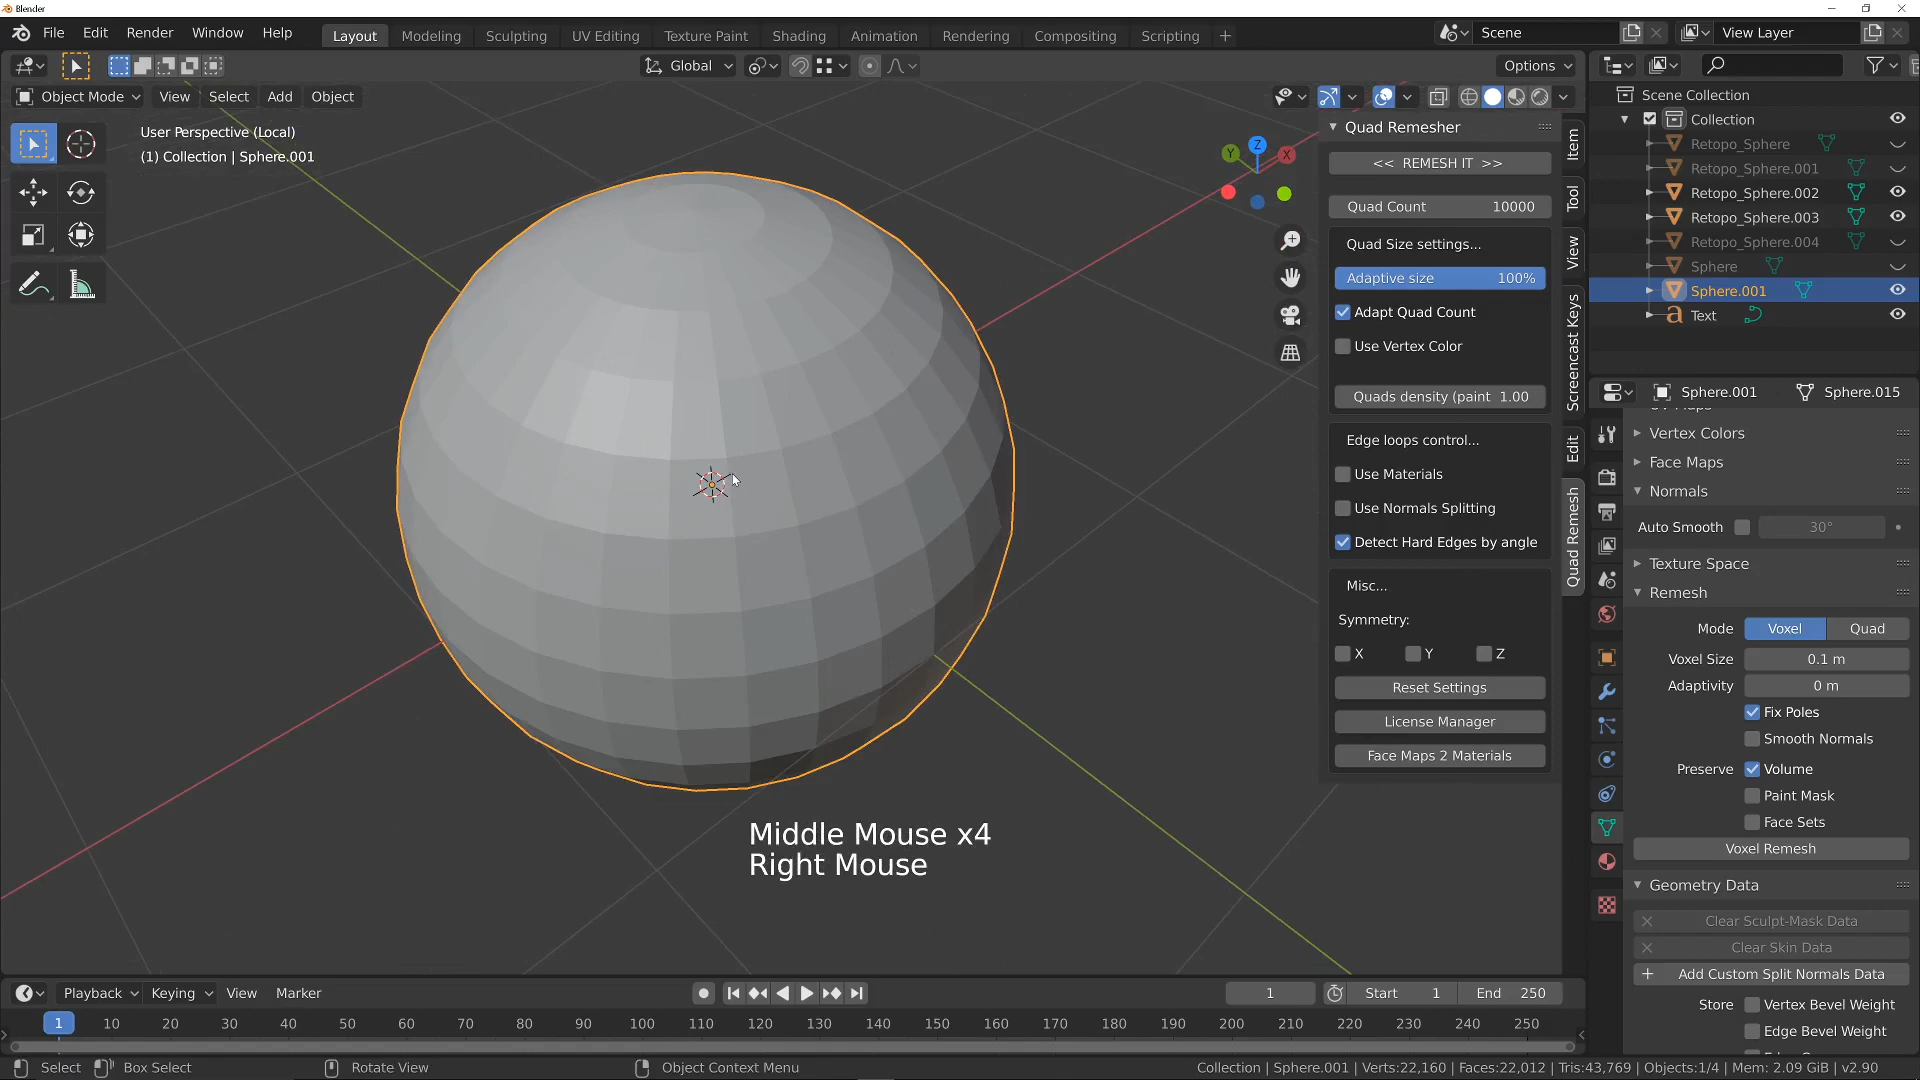 Blender
File Edit Render Window Help
Layout Modeling Sculpting UV Editing Texture Paint Shading Animation Rendering Compositing Scripting +
Scene
View Layer
Global
Options
Object Mode View Select Add Object
User Perspective (Local)
(1) Collection | Sphere.001
Z
Y
X
Quad Remesher
<< REMESH IT >>
Quad Count 10000
Quad Size settings...
Adaptive size 100%
Adapt Quad Count
Use Vertex Color
Quads density (paint 1.00
Edge loops control...
Use Materials
Use Normals Splitting
Detect Hard Edges by angle
Misc...
Symmetry:
X Y Z
Reset Settings
License Manager
Face Maps 2 Materials
Item
Tool
View
Screencast Keys
Edit
Quad Remesh
Scene Collection
Collection
Retopo_Sphere
Retopo_Sphere.001
Retopo_Sphere.002
Retopo_Sphere.003
Retopo_Sphere.004
Sphere
Sphere.001
Text
Sphere.001 Sphere.015
Vertex Colors
Face Maps
Normals
Auto Smooth 30°
Texture Space
Remesh
Mode Voxel Quad
Voxel Size 0.1 m
Adaptivity 0 m
Fix Poles
Smooth Normals
Preserve Volume
Paint Mask
Face Sets
Voxel Remesh
Geometry Data
Clear Sculpt-Mask Data
Clear Skin Data
Add Custom Split Normals Data
Store Vertex Bevel Weight
Edge Bevel Weight
Middle Mouse x4
Right Mouse
Playback Keying View Marker
1 Start 1 End 250
1 10 20 30 40 50 60 70 80 90 100 110 120 130 140 150 160 170 180 190 200 210 220 230 240 250
Select Box Select Rotate View Object Context Menu
Collection | Sphere.001 | Verts:22,160 | Faces:22,012 | Tris:43,769 | Objects:1/4 | Mem: 2.09 GiB | v2.90